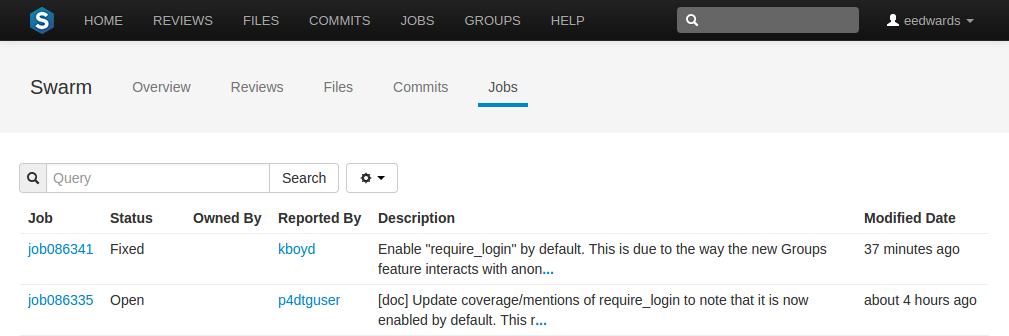 S HOME REVIEWS FILES COMMITS JOBS GROUPS HELP eedwards
Swarm Overview Reviews Files Commits Jobs
Query Search
Job Status Owned By Reported By Description Modified Date
job086341 Fixed kboyd Enable "require_login" by default. This is due to the way the new Groups 37 minutes ago
feature interacts with anon...
job086335 Open p4dtguser [doc] Update coverage/mentions of require_login to note that it is now about 4 hours ago
enabled by default. This r...